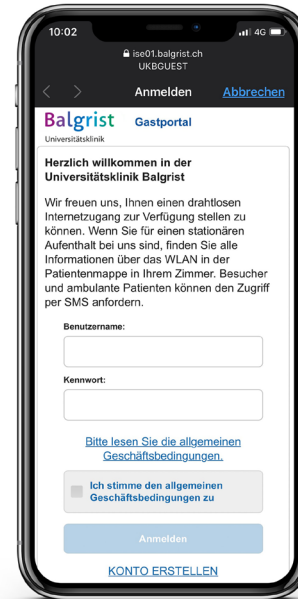 10:02
4G
ise01.balgrist.ch
UKBGUEST
Anmelden
Abbrechen
Balgrist
Universitätsklinik
Gastportal
Herzlich willkommen in der
Universitätsklinik Balgrist
Wir freuen uns, Ihnen einen drahtlosen
Internetzugang zur Verfügung stellen zu
können. Wenn Sie für einen stationären
Aufenthalt bei uns sind, finden Sie alle
Informationen über das WLAN in der
Patientenmappe in Ihrem Zimmer. Besucher
und ambulante Patienten können den Zugriff
per SMS anfordern.
Benutzername:
Kennwort:
Bitte lesen Sie die allgemeinen
Geschäftsbedingungen.
Ich stimme den allgemeinen
Geschäftsbedingungen zu
Anmelden
KONTO ERSTELLEN